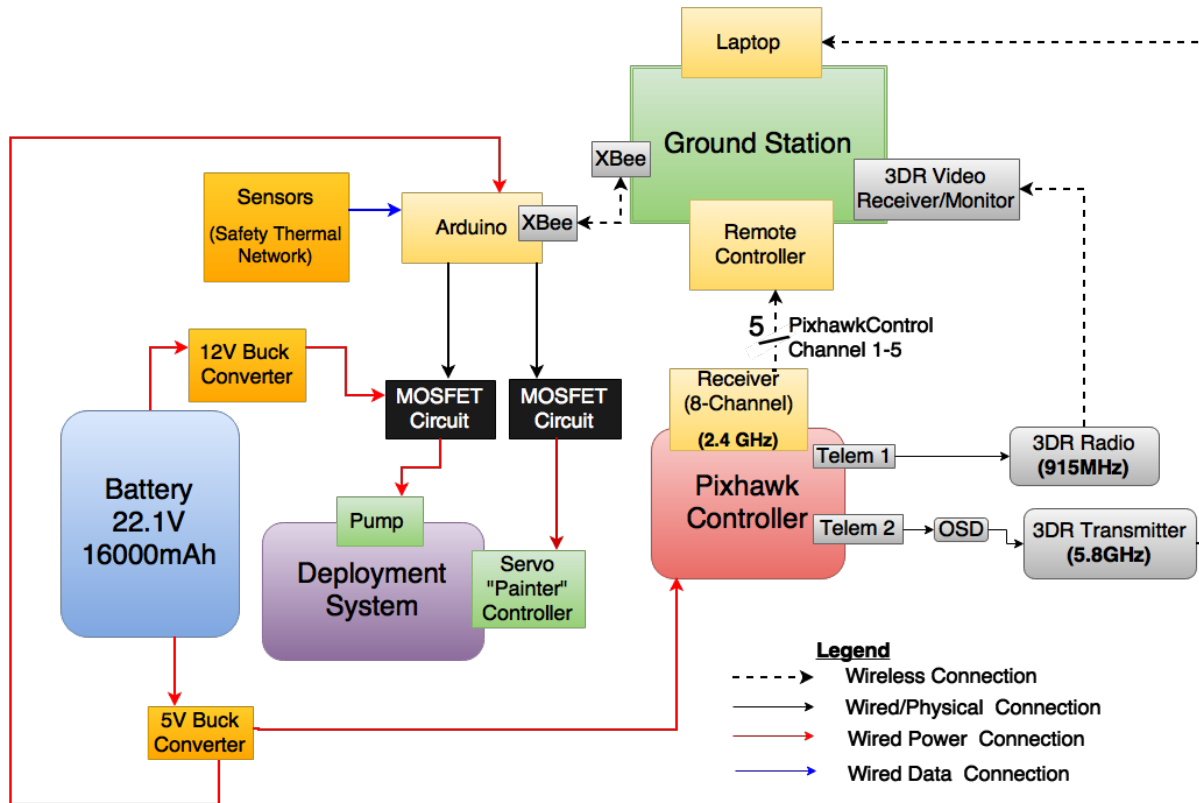 Laptop
Ground Station
XBee
3DR Video
Receiver/Monitor
Sensors
(Safety Thermal
Network)
Arduino
XBee
Remote
Controller
5
PixhawkControl
Channel 1-5
12V Buck
Converter
MOSFET
Circuit
MOSFET
Circuit
Receiver
(8-Channel)
(2.4 GHz)
Telem 1
3DR Radio
(915MHz)
Battery
22.1V
16000mAh
Pixhawk
Controller
Pump
Telem 2
OSD
3DR Transmitter
(5.8GHz)
Deployment
System
Servo
"Painter"
Controller
Legend
Wireless Connection
Wired/Physical Connection
Wired Power Connection
Wired Data Connection
5V Buck
Converter